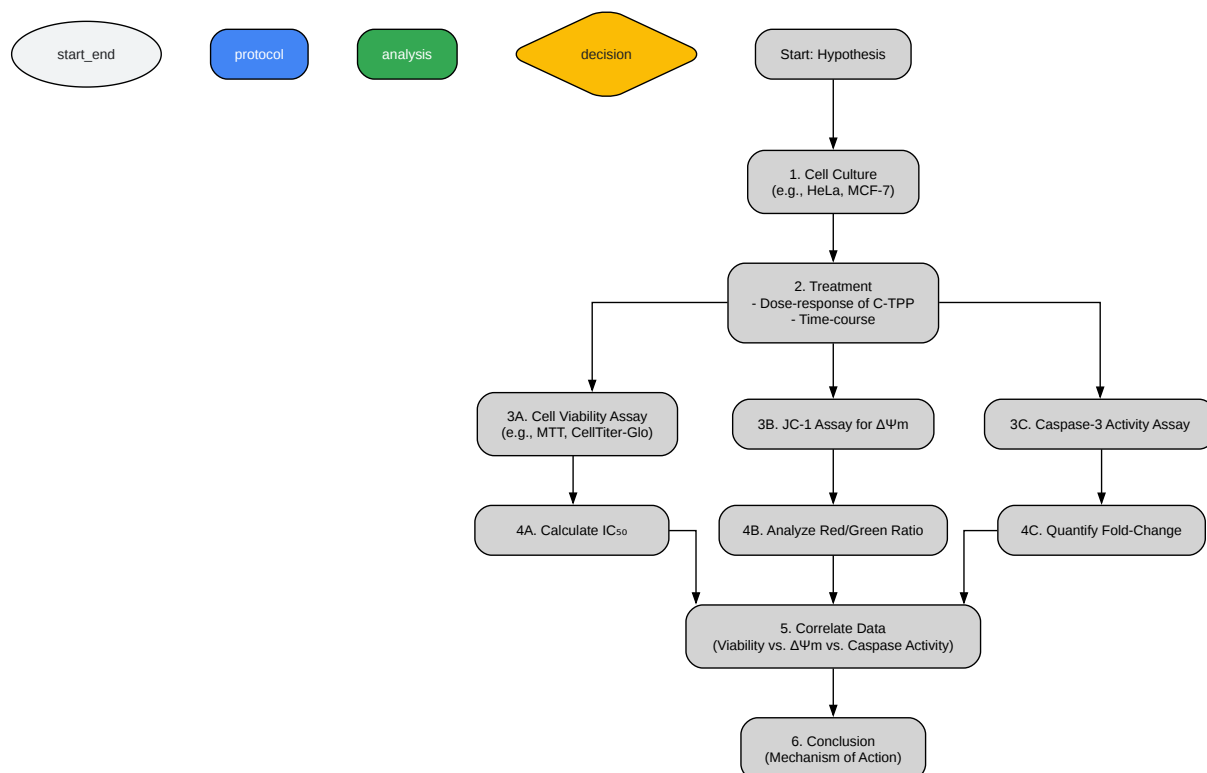 start_end
protocol
analysis
decision
Start: Hypothesis
1. Cell Culture
(e.g., HeLa, MCF-7)
2. Treatment
- Dose-response of C-TPP
- Time-course
3A. Cell Viability Assay
(e.g., MTT, CellTiter-Glo)
3B. JC-1 Assay for ΔΨm
3C. Caspase-3 Activity Assay
4A. Calculate IC₅₀
4B. Analyze Red/Green Ratio
4C. Quantify Fold-Change
5. Correlate Data
(Viability vs. ΔΨm vs. Caspase Activity)
6. Conclusion
(Mechanism of Action)